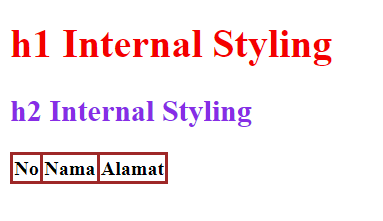 h1 Internal Styling
h2 Internal Styling
No Nama Alamat